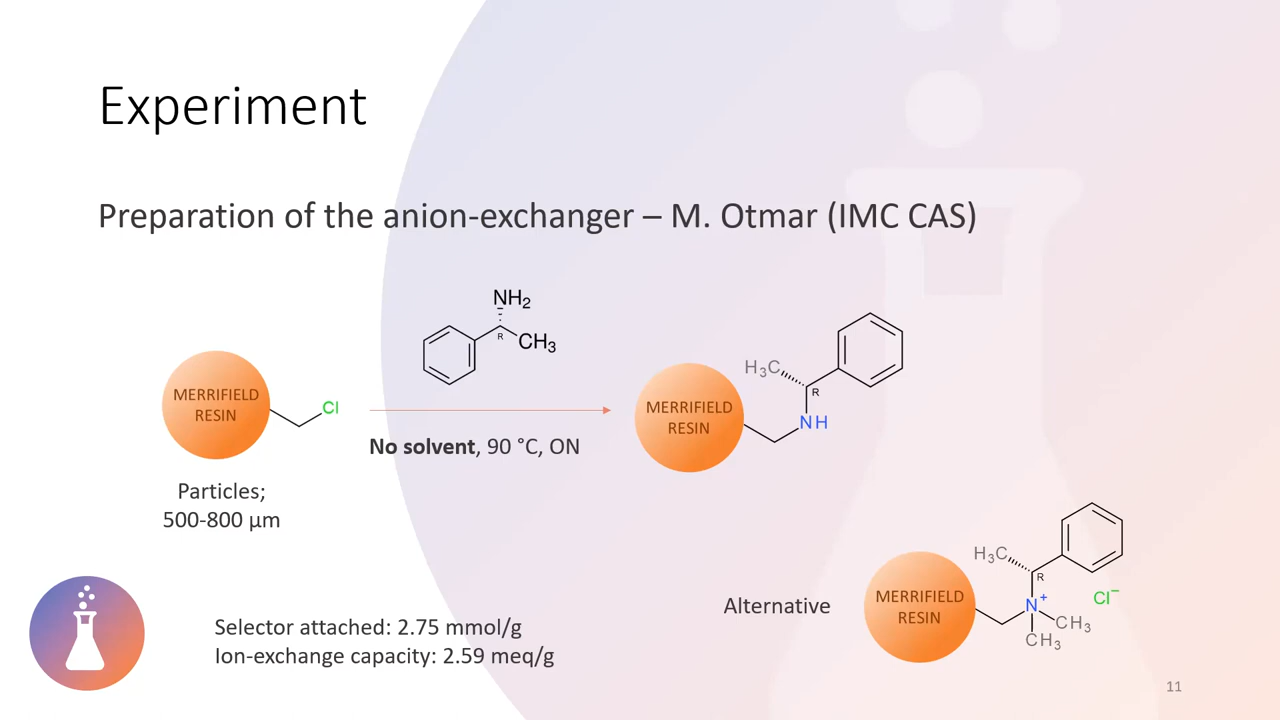 Experiment
Preparation of the anion-exchanger – M. Otmar (IMC CAS)
NH₂
R
CH₃
MERRIFIELD
RESIN
Cl
No solvent, 90 °C, ON
Particles;
500-800 µm
H₃C
R
NH
MERRIFIELD
RESIN
Selector attached: 2.75 mmol/g
Ion-exchange capacity: 2.59 meq/g
Alternative
MERRIFIELD
RESIN
H₃C
R
N⁺
Cl⁻
CH₃
CH₃
11